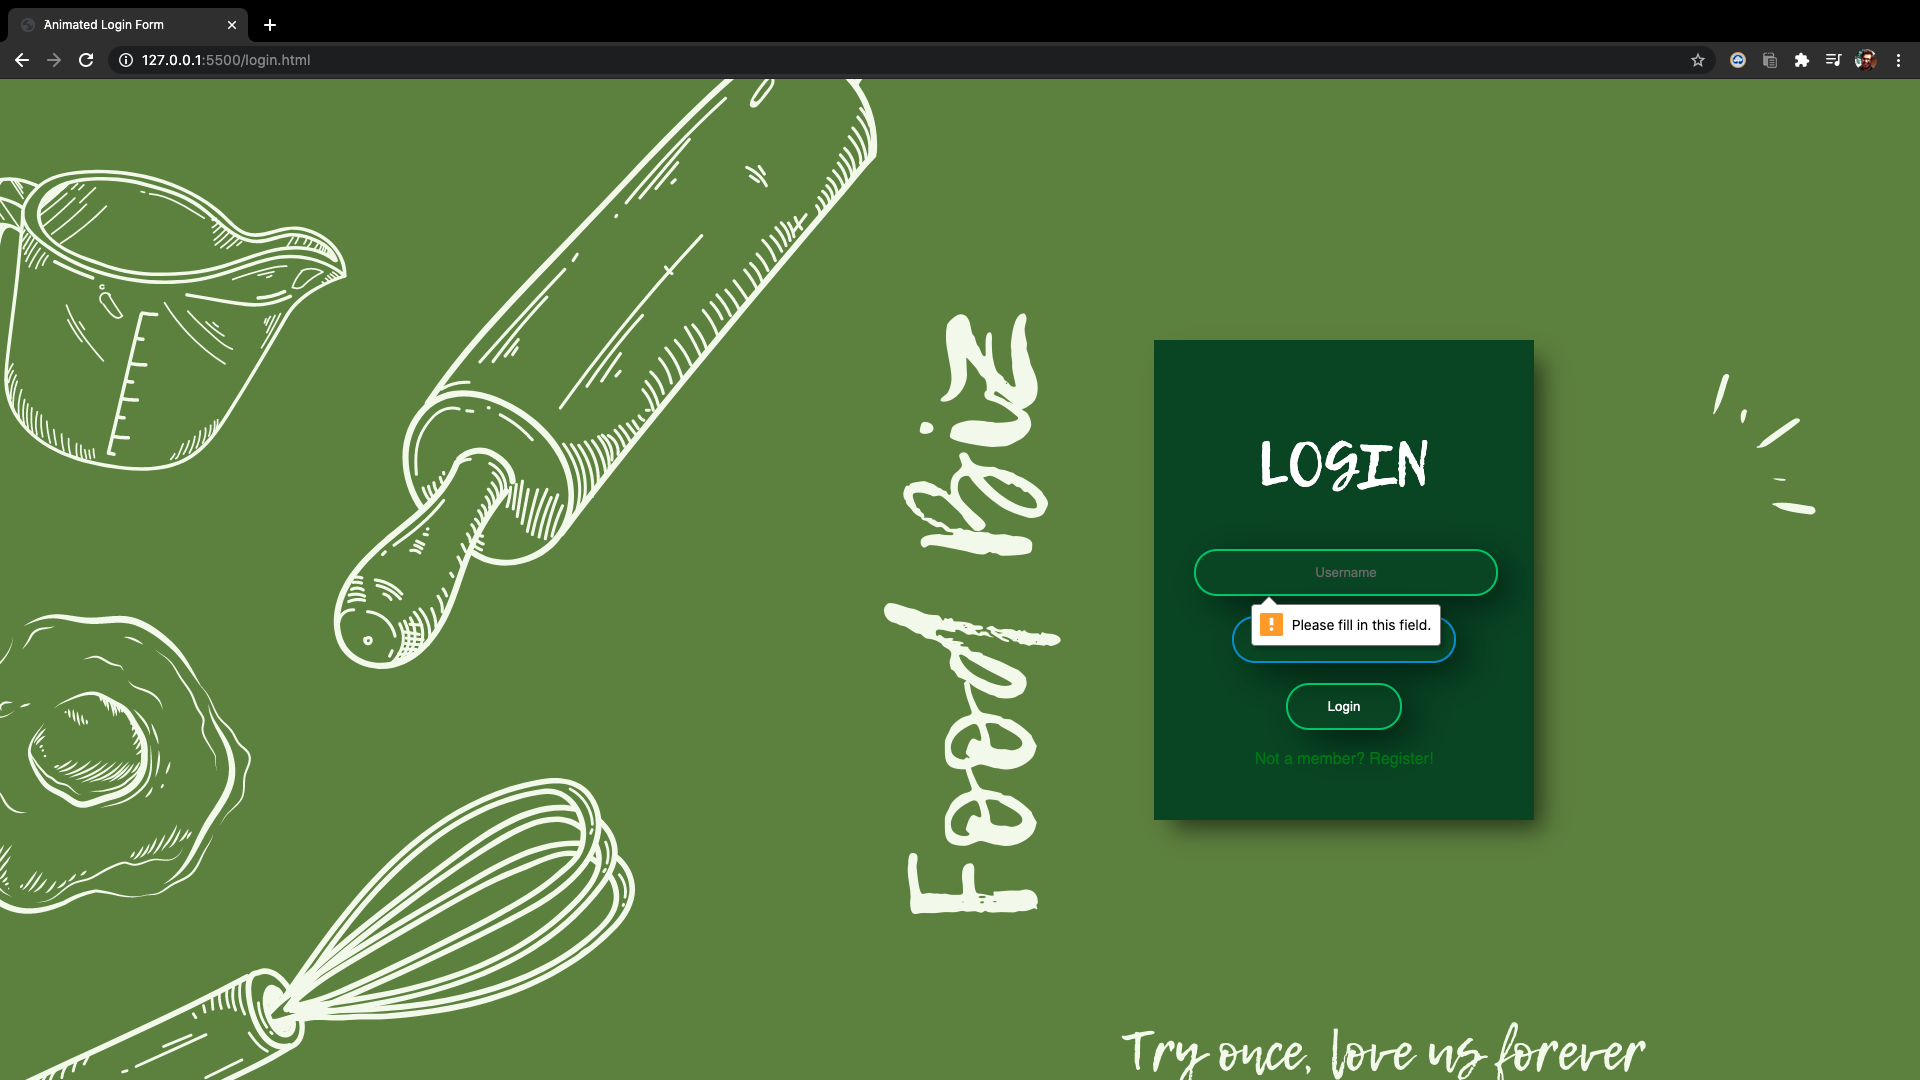 Animated Login Form
127.0.0.1:5500/login.html
Food Biz
LOGIN
Username
Please fill in this field.
Login
Not a member? Register!
Try once, love us forever